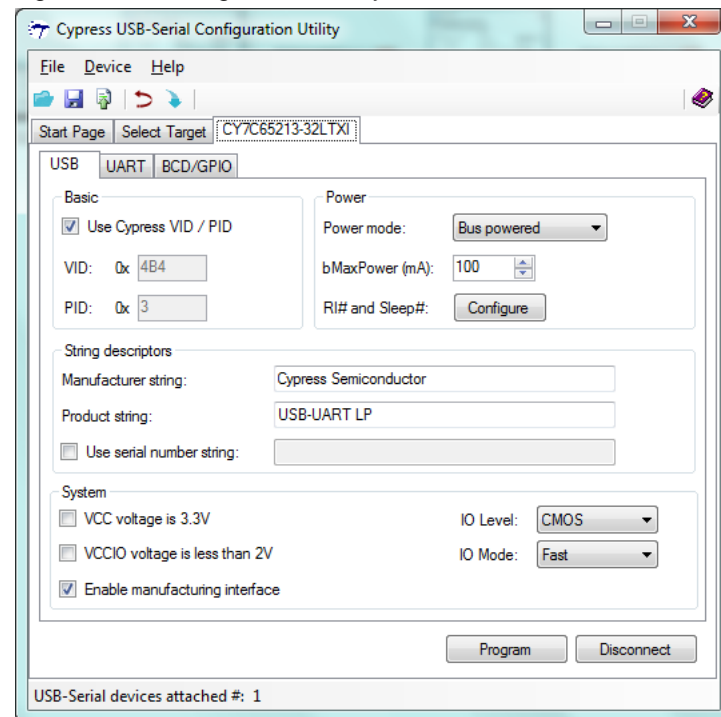 Cypress USB-Serial Configuration Utility
File Device Help
Start Page Select Target CY7C65213-32LTXI
USB UART BCD/GPIO
Basic
Use Cypress VID / PID
VID: 0x 4B4
PID: 0x 3
Power
Power mode: Bus powered
bMaxPower (mA): 100
RI# and Sleep#: Configure
String descriptors
Manufacturer string: Cypress Semiconductor
Product string: USB-UART LP
Use serial number string:
System
VCC voltage is 3.3V
VCCIO voltage is less than 2V
Enable manufacturing interface
IO Level: CMOS
IO Mode: Fast
Program Disconnect
USB-Serial devices attached #: 1